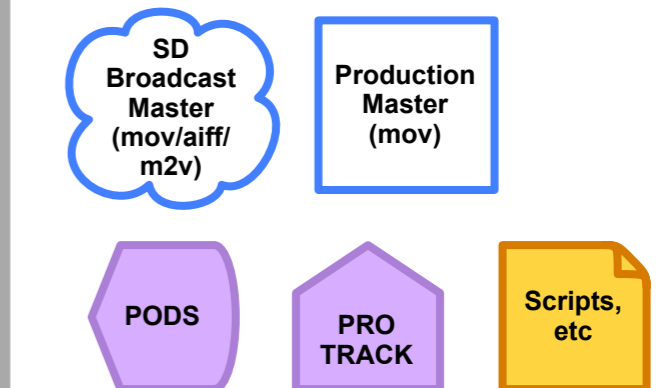 SD
Broadcast
Master
(mov/aiff/
m2v)
Production
Master
(mov)
PODS
PRO
TRACK
Scripts,
etc